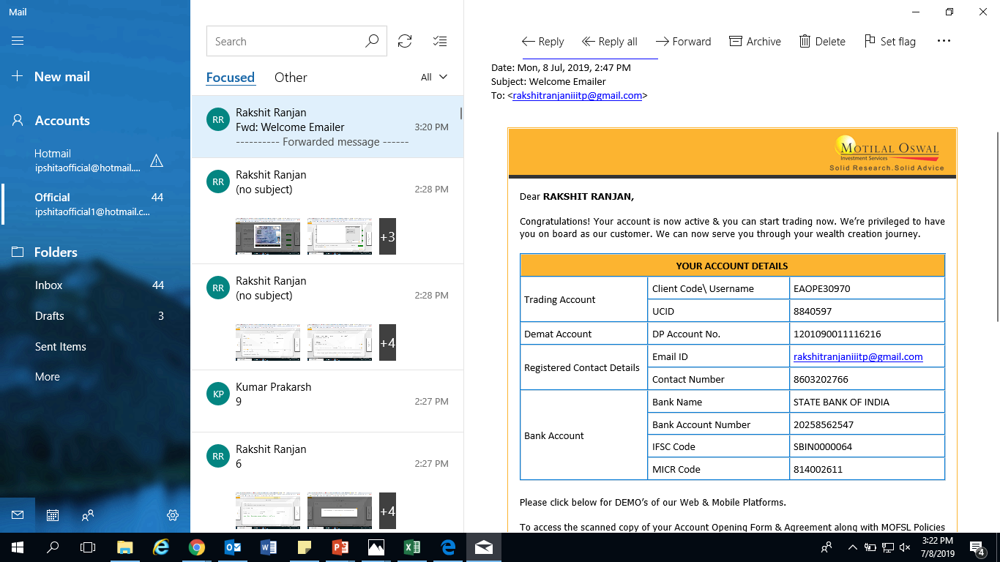 Mail
New mail
Accounts
Hotmail
ipshitaofficial@hotmail....
Official 44
ipshitaofficial1@hotmail.c...
Folders
Inbox 44
Drafts 3
Sent Items
More
Search
Focused Other All
RR Rakshit Ranjan
Fwd: Welcome Emailer 3:20 PM
---------- Forwarded message ------
RR Rakshit Ranjan
(no subject) 2:28 PM
+3
RR Rakshit Ranjan
(no subject) 2:28 PM
+4
KP Kumar Prakarsh
9 2:27 PM
RR Rakshit Ranjan
6 2:27 PM
+4
Reply Reply all Forward Archive Delete Set flag
Date: Mon, 8 Jul, 2019, 2:47 PM
Subject: Welcome Emailer
To: <rakshitranjaniiitp@gmail.com>
MOTILAL OSWAL
Investment Services
Solid Research.Solid Advice
Dear RAKSHIT RANJAN,
Congratulations! Your account is now active & you can start trading now. We're privileged to have
you on board as our customer. We can now serve you through your wealth creation journey.
YOUR ACCOUNT DETAILS
Trading Account
Client Code\ Username EAOPE30970
UCID 8840597
Demat Account DP Account No. 1201090011116216
Registered Contact Details
Email ID rakshitranjaniiitp@gmail.com
Contact Number 8603202766
Bank Account
Bank Name STATE BANK OF INDIA
Bank Account Number 20258562547
IFSC Code SBIN0000064
MICR Code 814002611
Please click below for DEMO's of our Web & Mobile Platforms.
To access the scanned copy of your Account Opening Form & Agreement along with MOFSL Policies
3:22 PM
7/8/2019
4